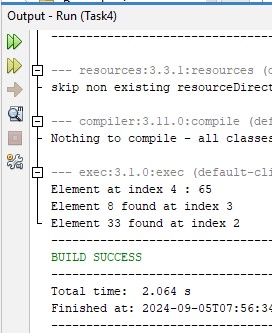 Output - Run (Task4)
------------------------------------
--- resources:3.3.1:resources (d
skip non existing resourceDirect
--- compiler:3.11.0:compile (def
Nothing to compile - all classes
--- exec:3.1.0:exec (default-cli
Element at index 4 : 65
Element 8 found at index 3
Element 33 found at index 2
------------------------------------
BUILD SUCCESS
------------------------------------
Total time:  2.064 s
Finished at: 2024-09-05T07:56:34
------------------------------------